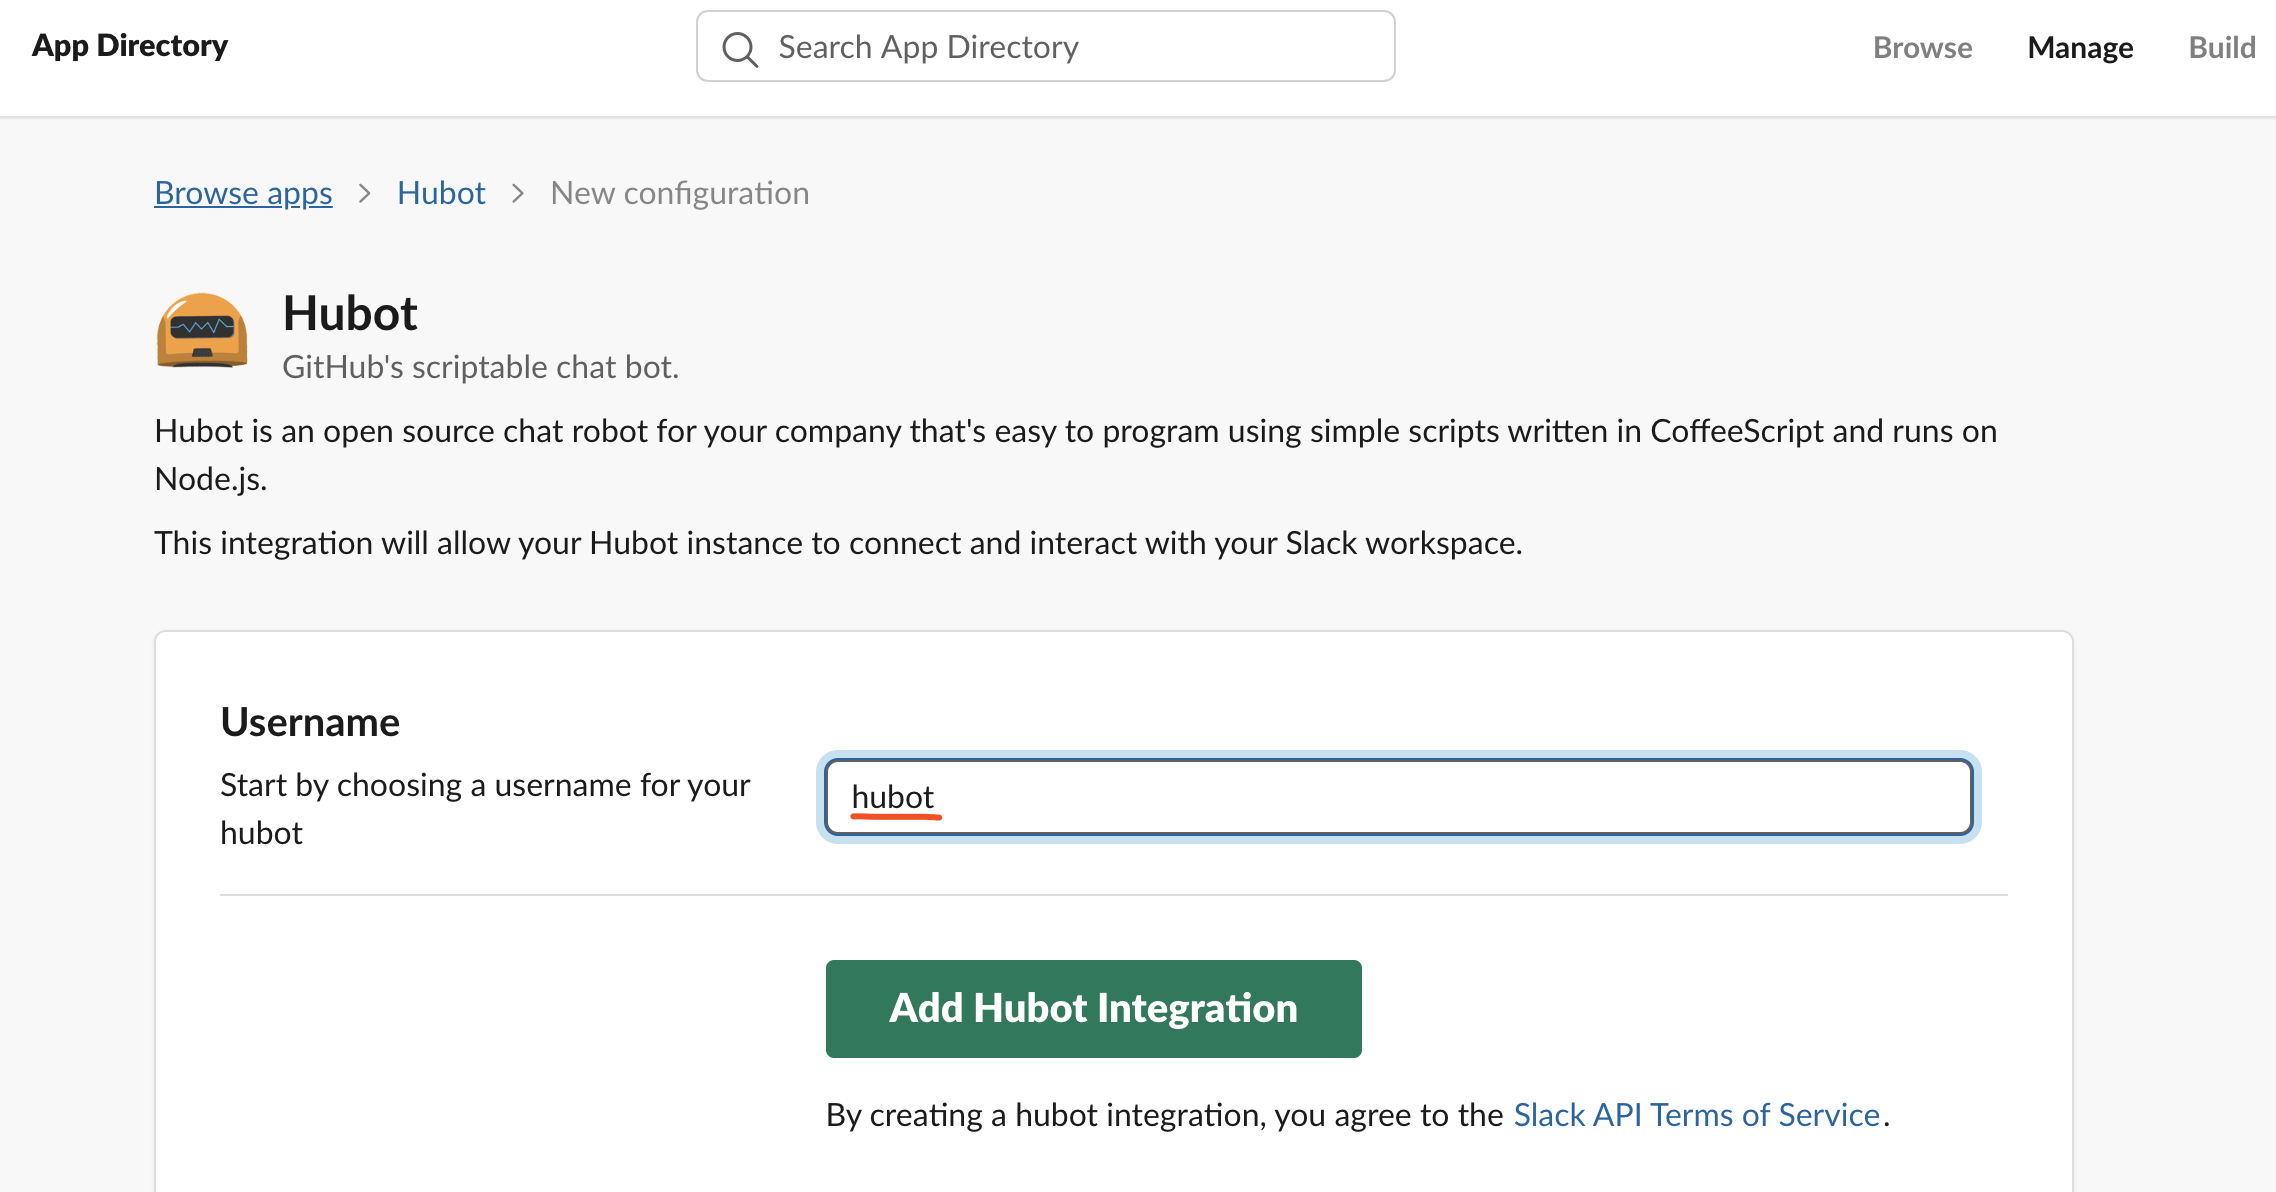 App Directory
Search App Directory
Browse Manage Build
Browse apps > Hubot > New configuration
Hubot
GitHub's scriptable chat bot.
Hubot is an open source chat robot for your company that's easy to program using simple scripts written in CoffeeScript and runs on
Node.js.
This integration will allow your Hubot instance to connect and interact with your Slack workspace.
Username
Start by choosing a username for your
hubot
hubot
Add Hubot Integration
By creating a hubot integration, you agree to the Slack API Terms of Service.